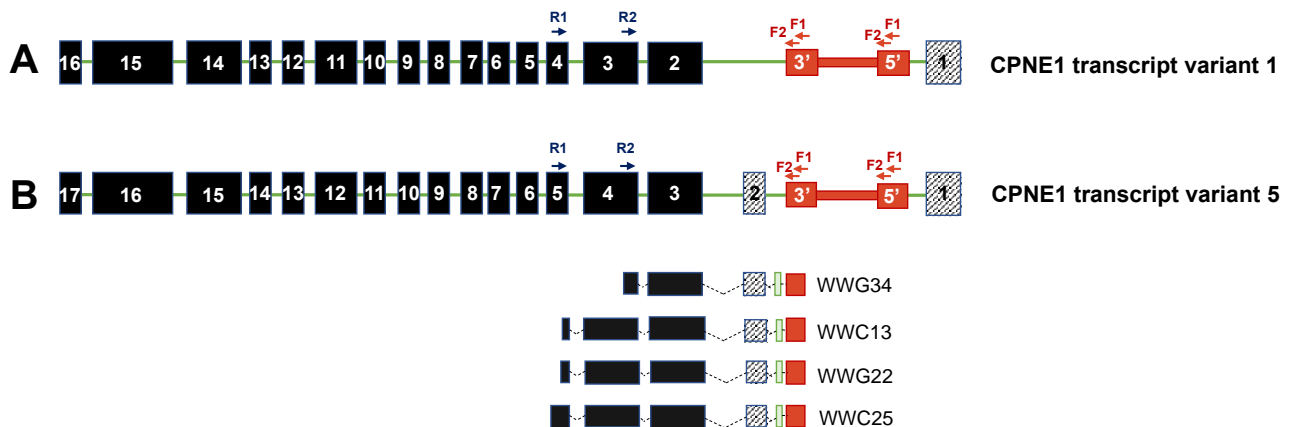 R1 R2 F2 F1 F2 F1
A 16 15 14 13 12 11 10 9 8 7 6 5 4 3 2 3’ 5’ 1 CPNE1 transcript variant 1
R1 R2 F2 F1 F2 F1
B 17 16 15 14 13 12 11 10 9 8 7 6 5 4 3 2 3’ 5’ 1 CPNE1 transcript variant 5
WWG34
WWC13
WWG22
WWC25